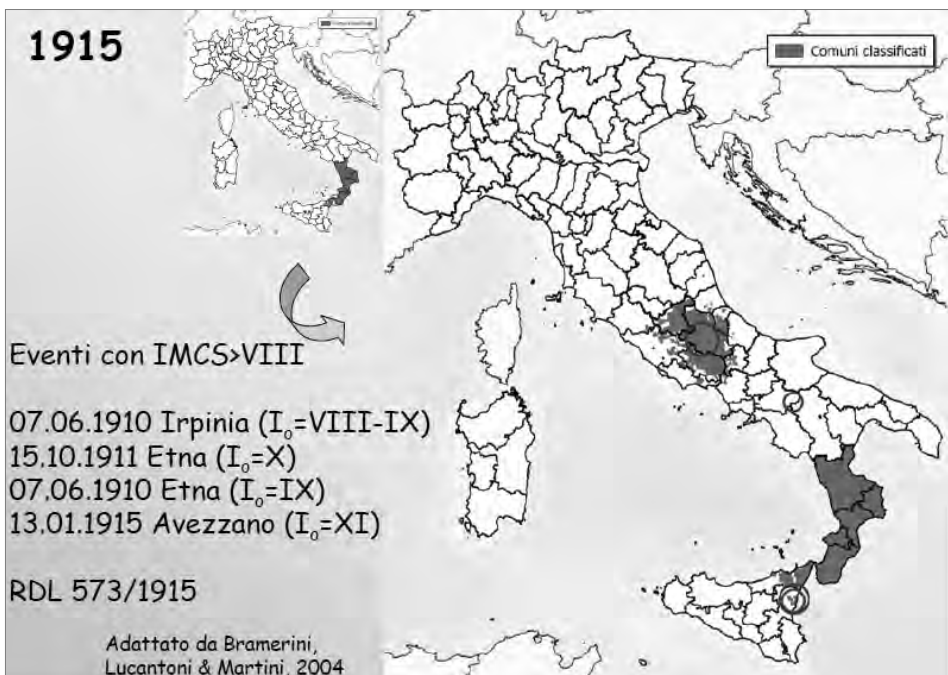 1915
Comuni classificati
Eventi con IMCS>VIII
07.06.1910 Irpinia (I₀=VIII-IX)
15.10.1911 Etna (I₀=X)
07.06.1910 Etna (I₀=IX)
13.01.1915 Avezzano (I₀=XI)
RDL 573/1915
Adattato da Bramerini,
Lucantoni & Martini, 2004